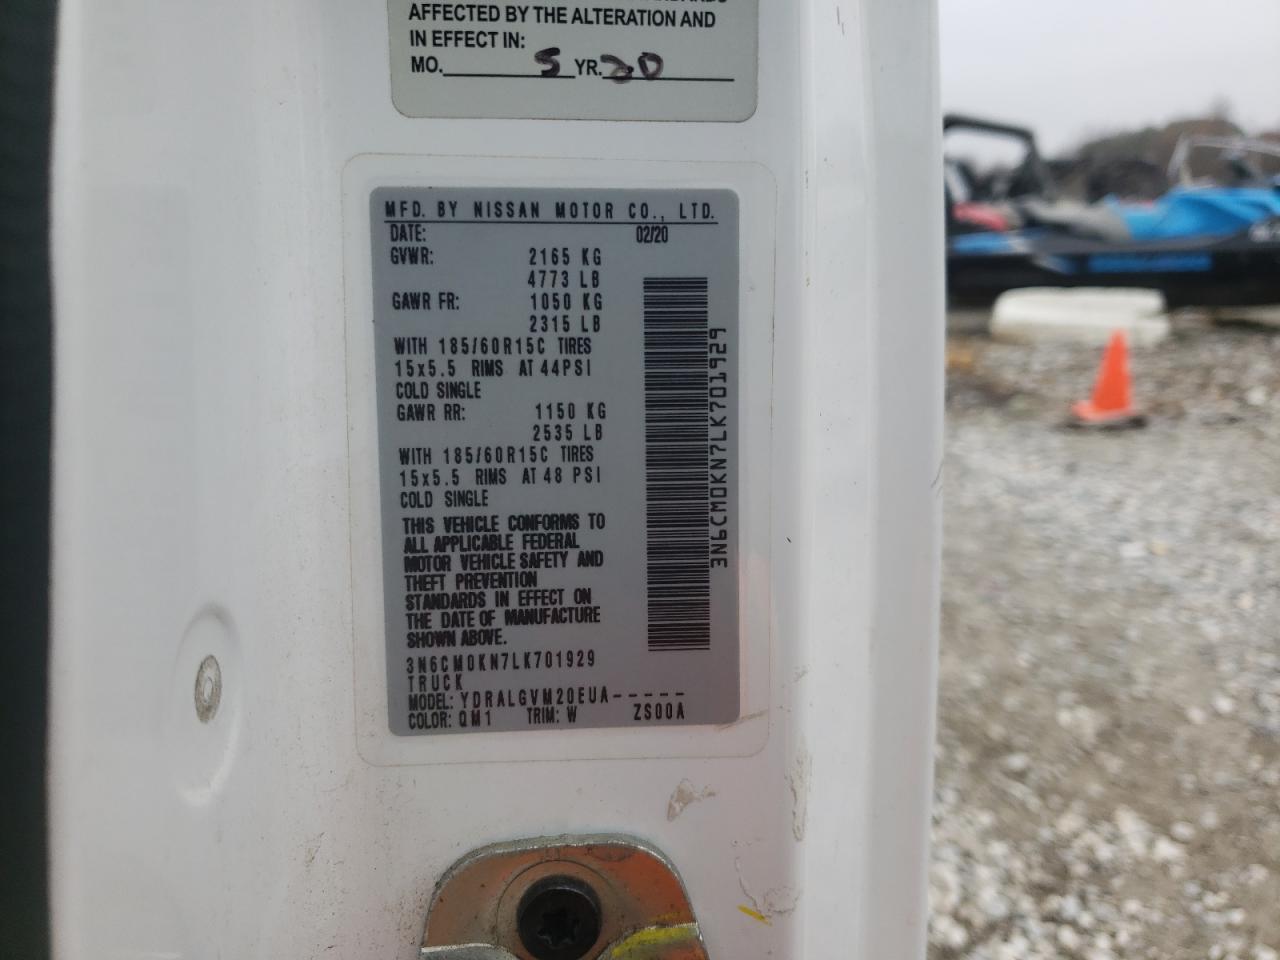 AFFECTED BY THE ALTERATION AND
IN EFFECT IN:
MO. 5 YR. 20
MFD. BY NISSAN MOTOR CO., LTD.
DATE: 02/20
GVWR: 2165 KG
4773 LB
GAWR FR: 1050 KG
2315 LB
WITH 185/60R15C TIRES
15x5.5 RIMS AT 44PSI
COLD SINGLE
GAWR RR: 1150 KG
2535 LB
WITH 185/60R15C TIRES
15x5.5 RIMS AT 48 PSI
COLD SINGLE
THIS VEHICLE CONFORMS TO
ALL APPLICABLE FEDERAL
MOTOR VEHICLE SAFETY AND
THEFT PREVENTION
STANDARDS IN EFFECT ON
THE DATE OF MANUFACTURE
SHOWN ABOVE.
3N6CM0KN7LK701929
TRUCK
MODEL: YDRALGVM20EUA-----
COLOR: QM1 TRIM: W ZS00A
3N6CM0KN7LK701929